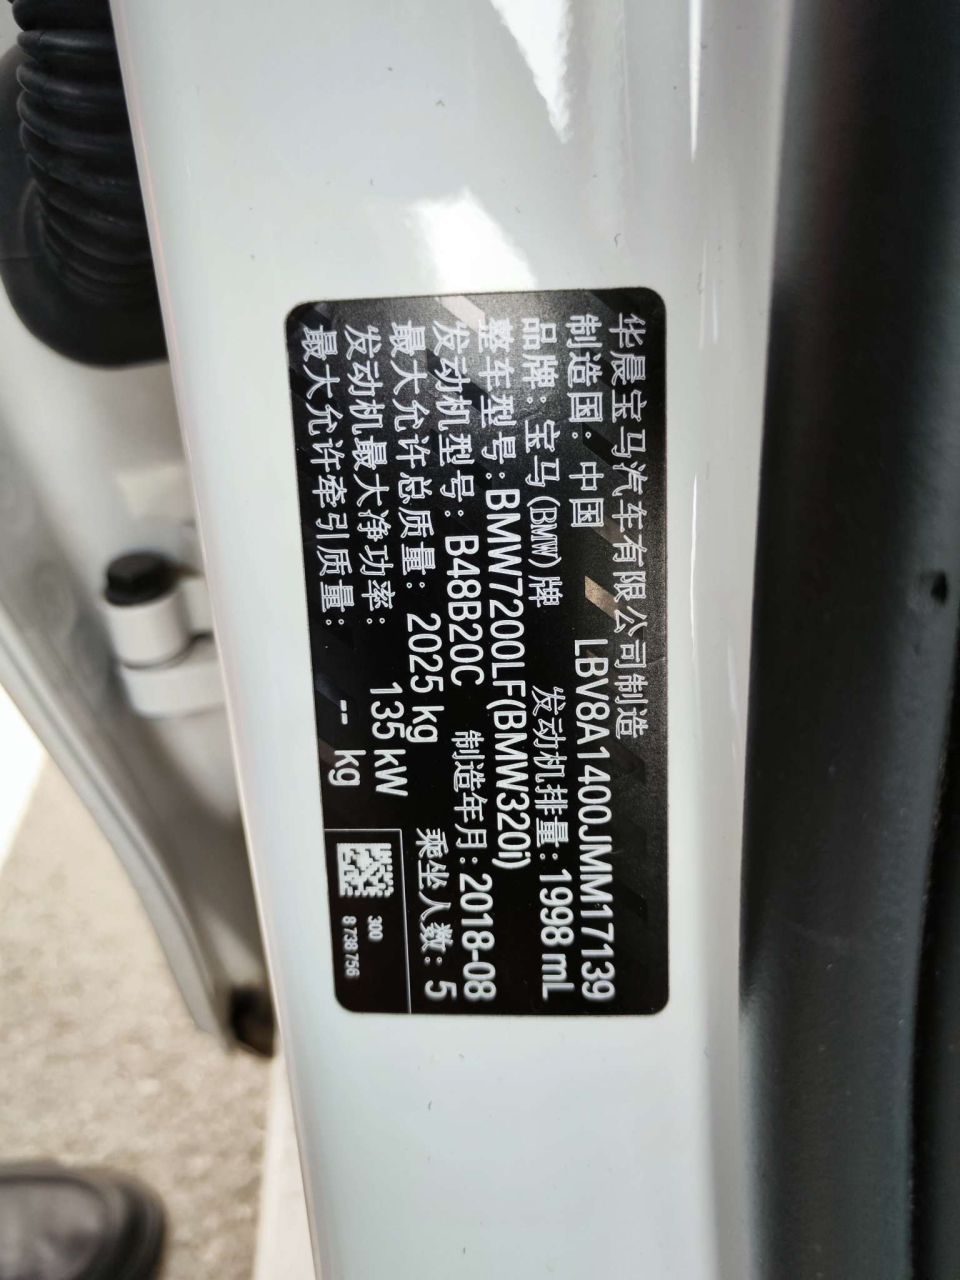 华晨宝马汽车有限公司制造
制造国：中国 LBV8A1400JMM17139
品牌：宝马(BMW)牌 发动机排量：1998 mL
整车型号：BMW7200LF(BMW320i)
发动机型号：B48B20C 制造年月：2018-08
最大允许总质量：2025 kg 乘坐人数：5
发动机最大净功率：135 kW
最大允许牵引质量：-- kg
300
8 738 756